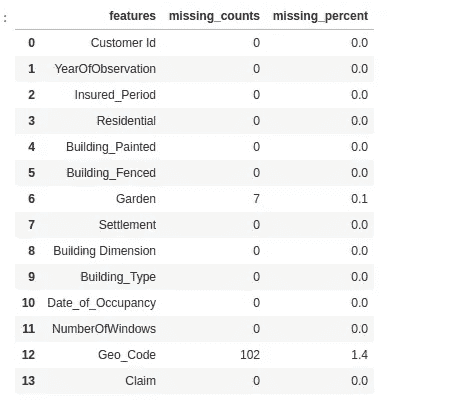 :
features missing_counts missing_percent
0 Customer Id 0 0.0
1 YearOfObservation 0 0.0
2 Insured_Period 0 0.0
3 Residential 0 0.0
4 Building_Painted 0 0.0
5 Building_Fenced 0 0.0
6 Garden 7 0.1
7 Settlement 0 0.0
8 Building Dimension 0 0.0
9 Building_Type 0 0.0
10 Date_of_Occupancy 0 0.0
11 NumberOfWindows 0 0.0
12 Geo_Code 102 1.4
13 Claim 0 0.0